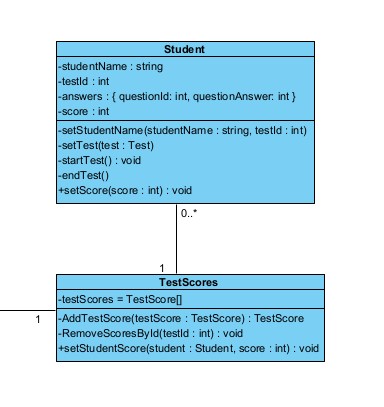 Student
-studentName : string
-testId : int
-answers : { questionId: int, questionAnswer: int }
-score : int
-setStudentName(studentName : string, testId : int)
-setTest(test : Test)
-startTest() : void
-endTest()
+setScore(score : int) : void
0..*
1
TestScores
-testScores = TestScore[]
-AddTestScore(testScore : TestScore) : TestScore
-RemoveScoresById(testId : int) : void
+setStudentScore(student : Student, score : int) : void
1